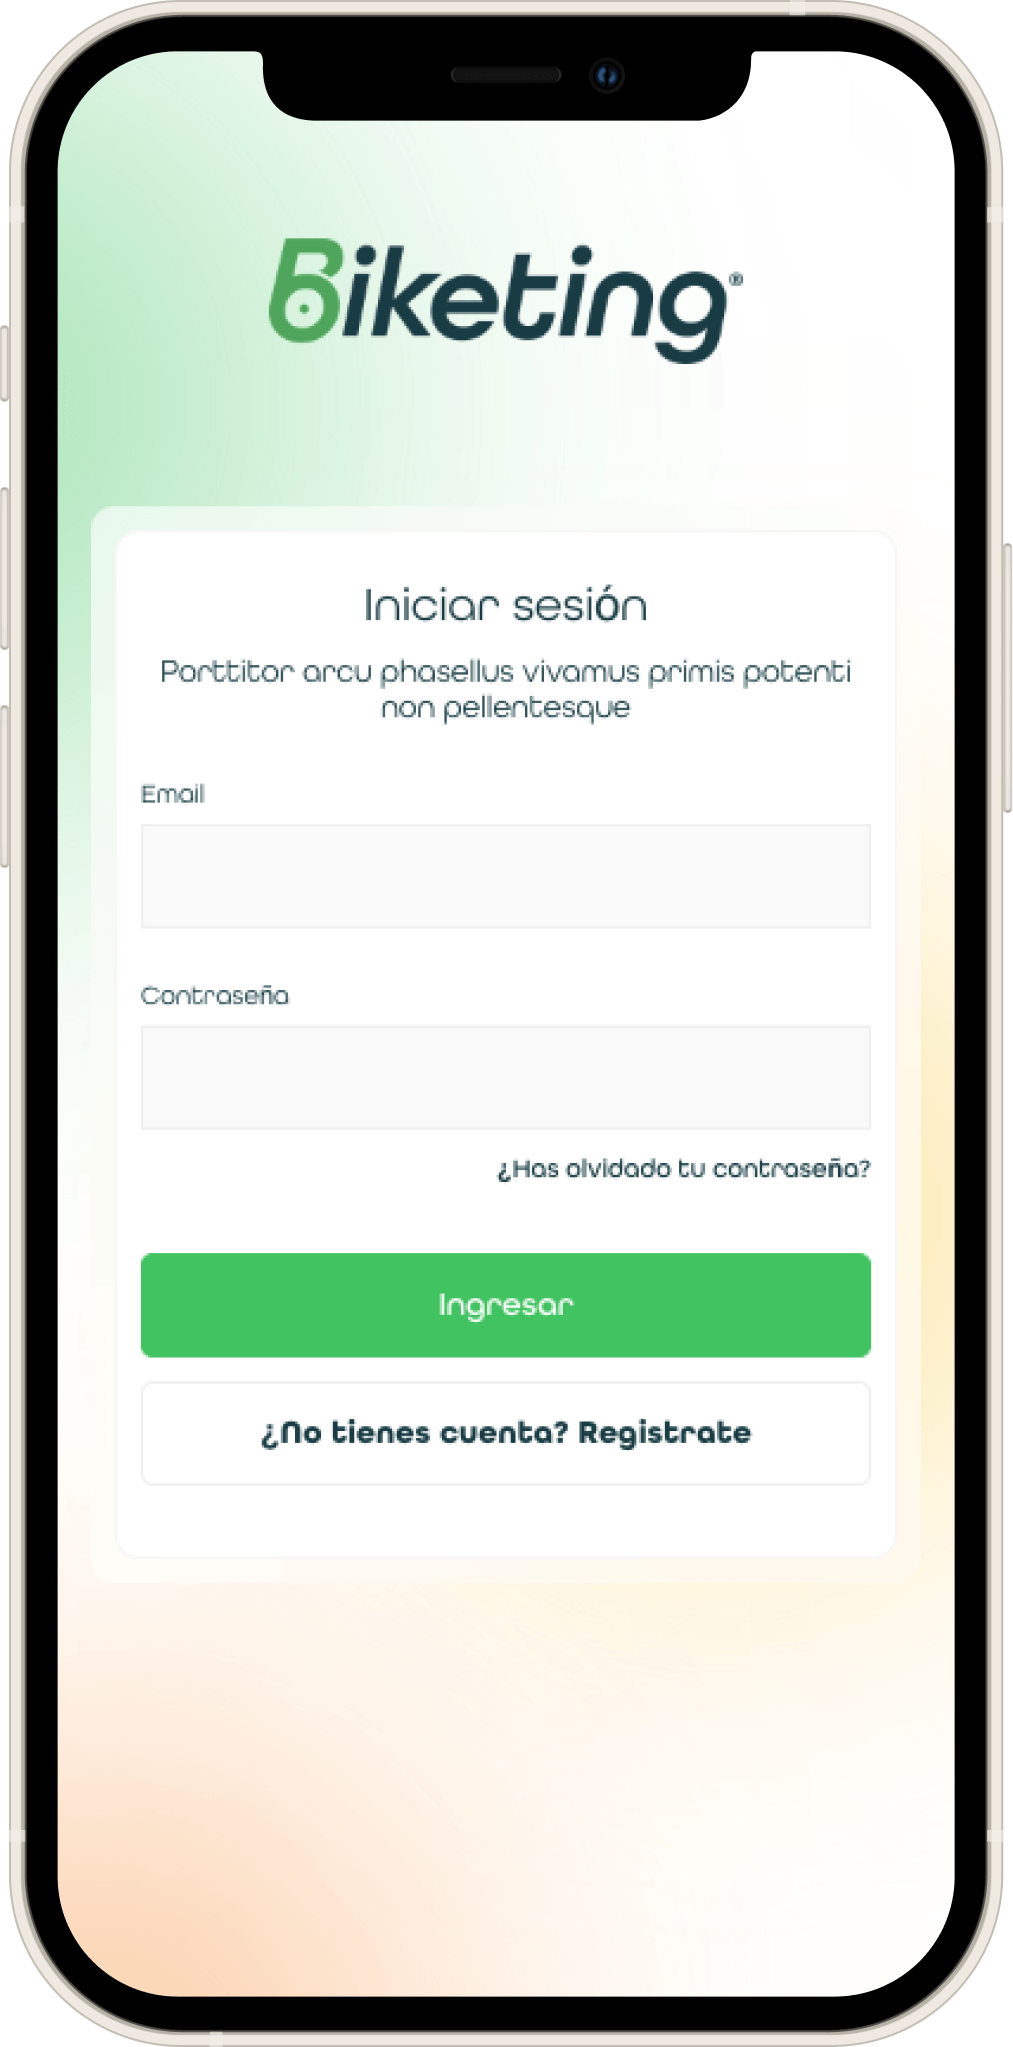 Biketing®
Iniciar sesión
Porttitor arcu phasellus vivamus primis potenti
non pellentesque
Email
Contraseña
¿Has olvidado tu contraseña?
Ingresar
¿No tienes cuenta? Registrate